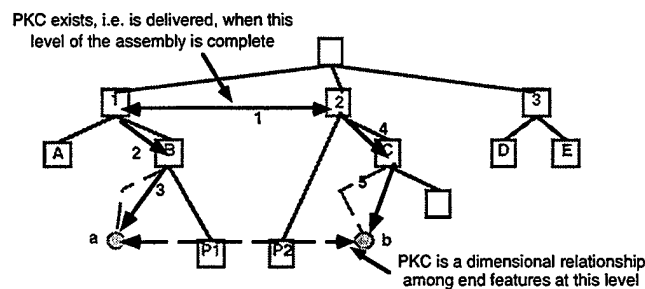 PKC exists, i.e. is delivered, when this
level of the assembly is complete
1 2 3
1
4
A 2 B C D E
3 5
a P1 P2 b
PKC is a dimensional relationship
among end features at this level